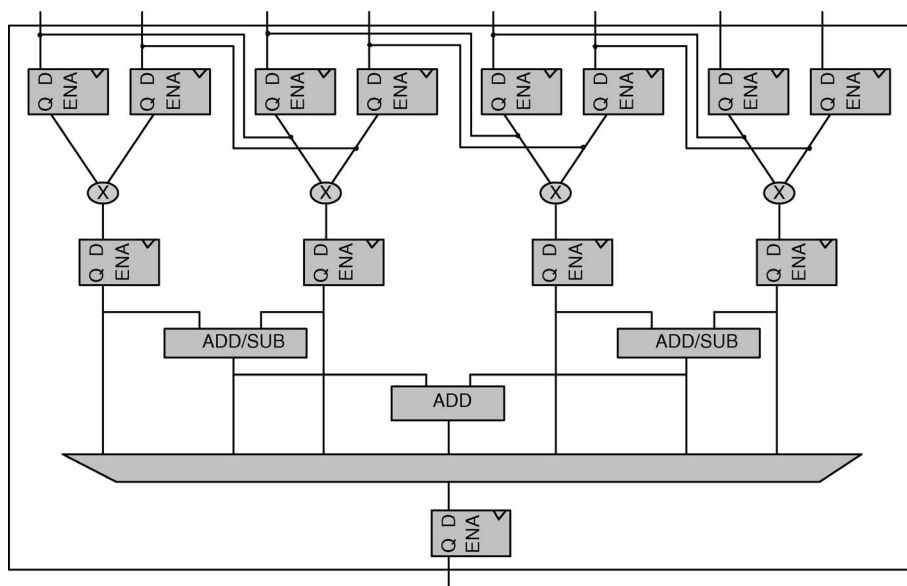 Q D ENA
Q D ENA
Q D ENA
Q D ENA
Q D ENA
Q D ENA
Q D ENA
Q D ENA
X
X
X
X
Q D ENA
Q D ENA
Q D ENA
Q D ENA
ADD/SUB
ADD/SUB
ADD
Q D ENA